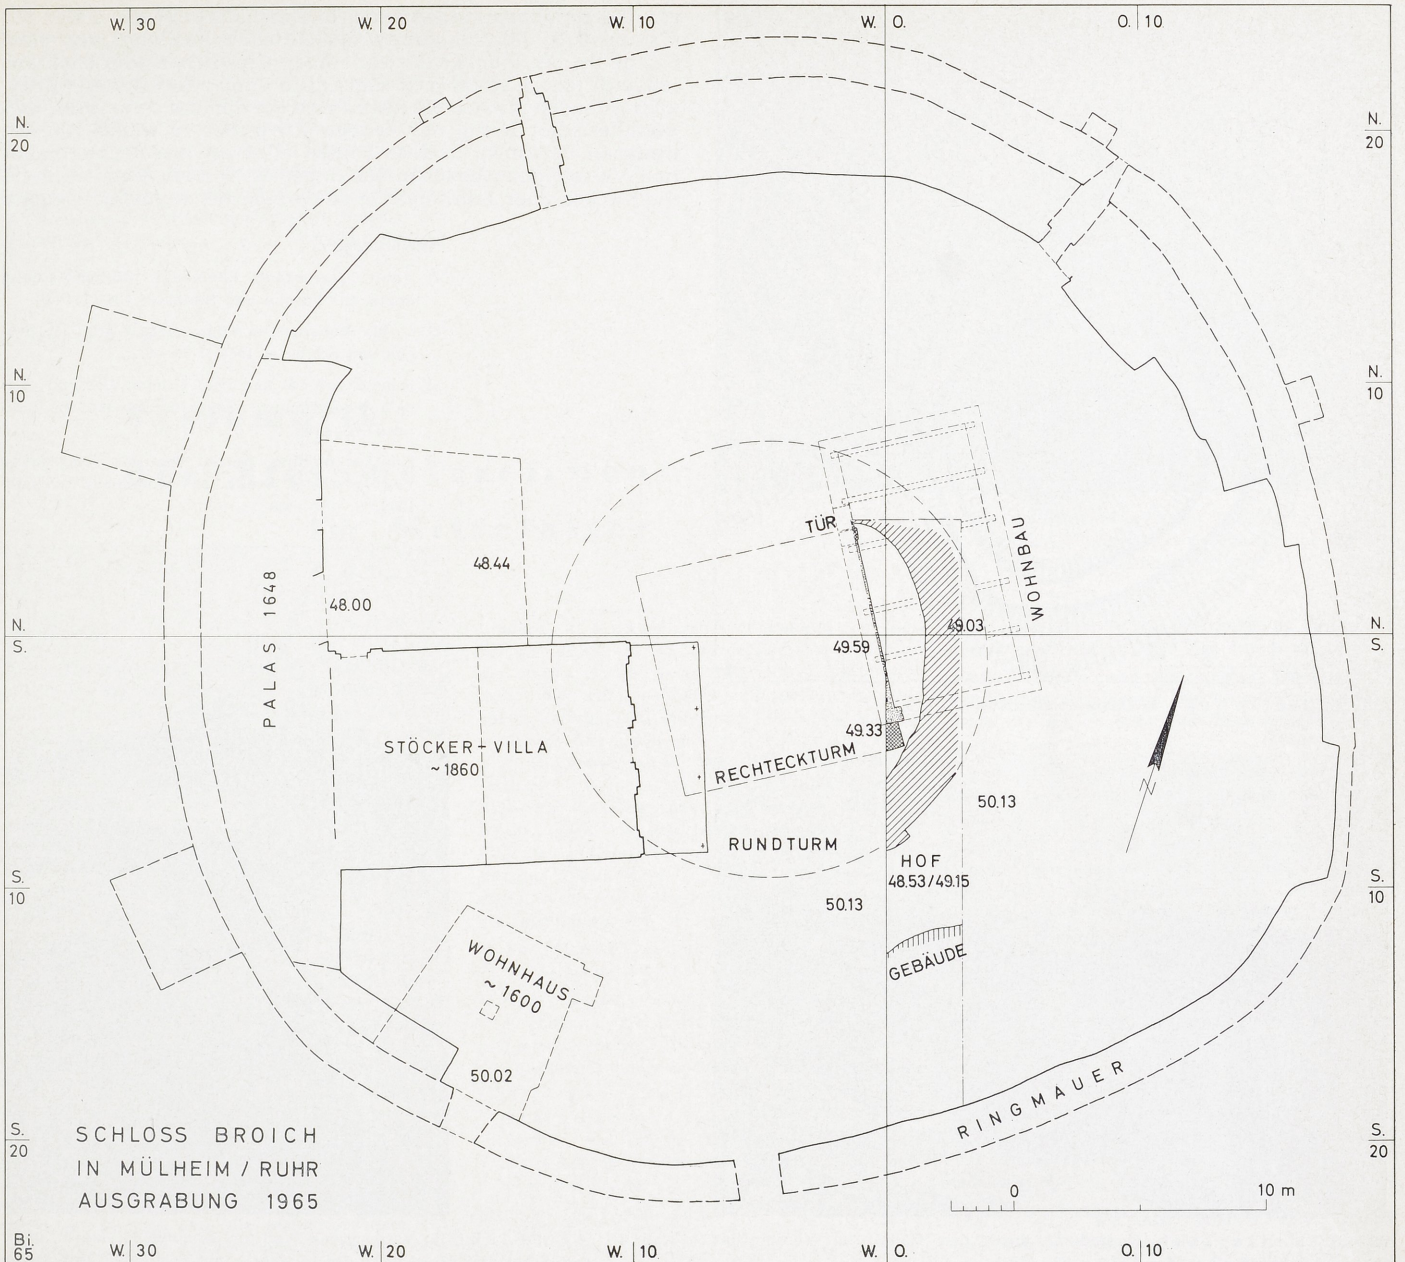 W. 30
W. 20
W. 10
W. O.
O. 10
N.
20
N.
20
N.
10
N.
10
TÜR
WOHNBAU
48.44
PALAS 1648
48.00
N.
S.
49.03
49.59
N.
S.
49.33
STÖCKER-VILLA
~1860
RECHTECKTURM
N
50.13
RUNDTURM
HOF
48.53/49.15
S.
10
50.13
S.
10
WOHNHAUS
~ 1600
GEBÄUDE
50.02
RINGMAUER
S.
20
S.
20
SCHLOSS BROICH
IN MÜLHEIM / RUHR
AUSGRABUNG 1965
0 10 m
Bi.
65
W. 30
W. 20
W. 10
W. O.
O. 10